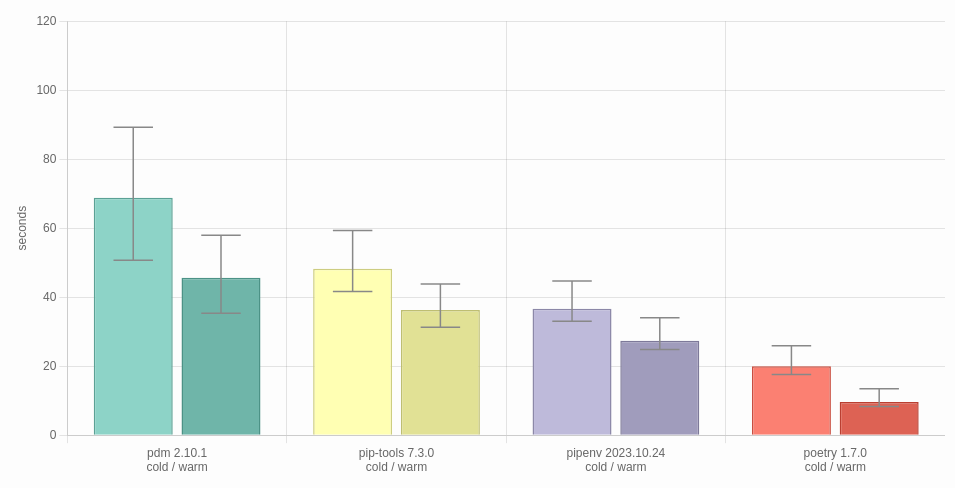 120
100
80
60
40
20
0
seconds
pdm 2.10.1
cold / warm
pip-tools 7.3.0
cold / warm
pipenv 2023.10.24
cold / warm
poetry 1.7.0
cold / warm